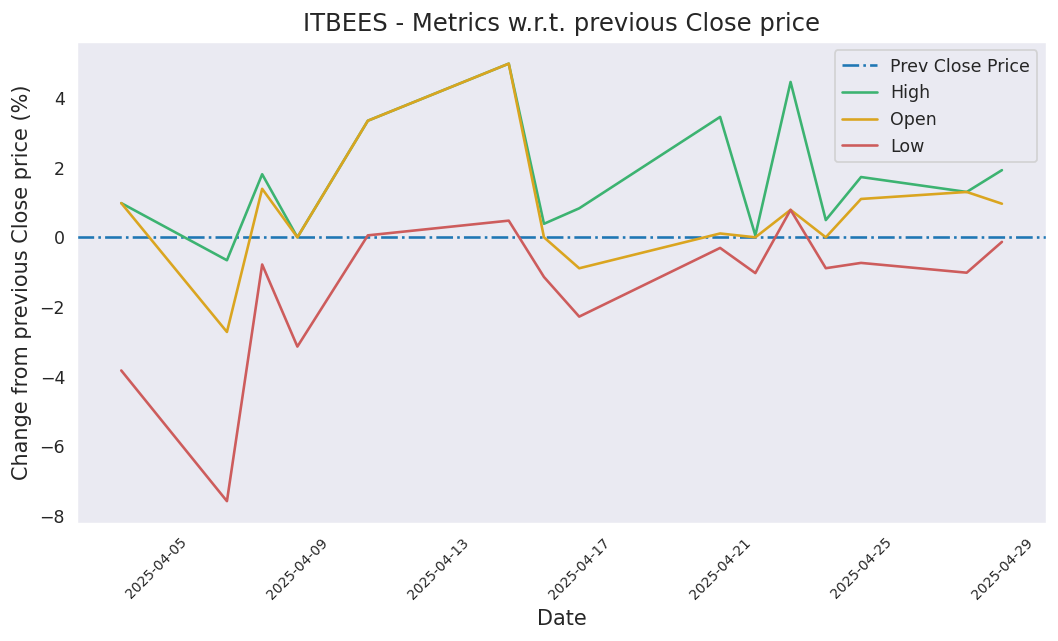 ITBEES - Metrics w.r.t. previous Close price
Prev Close Price
High
Open
Low
Change from previous Close price (%)
4
2
0
−2
−4
−6
−8
2025-04-05
2025-04-09
2025-04-13
2025-04-17
2025-04-21
2025-04-25
2025-04-29
Date